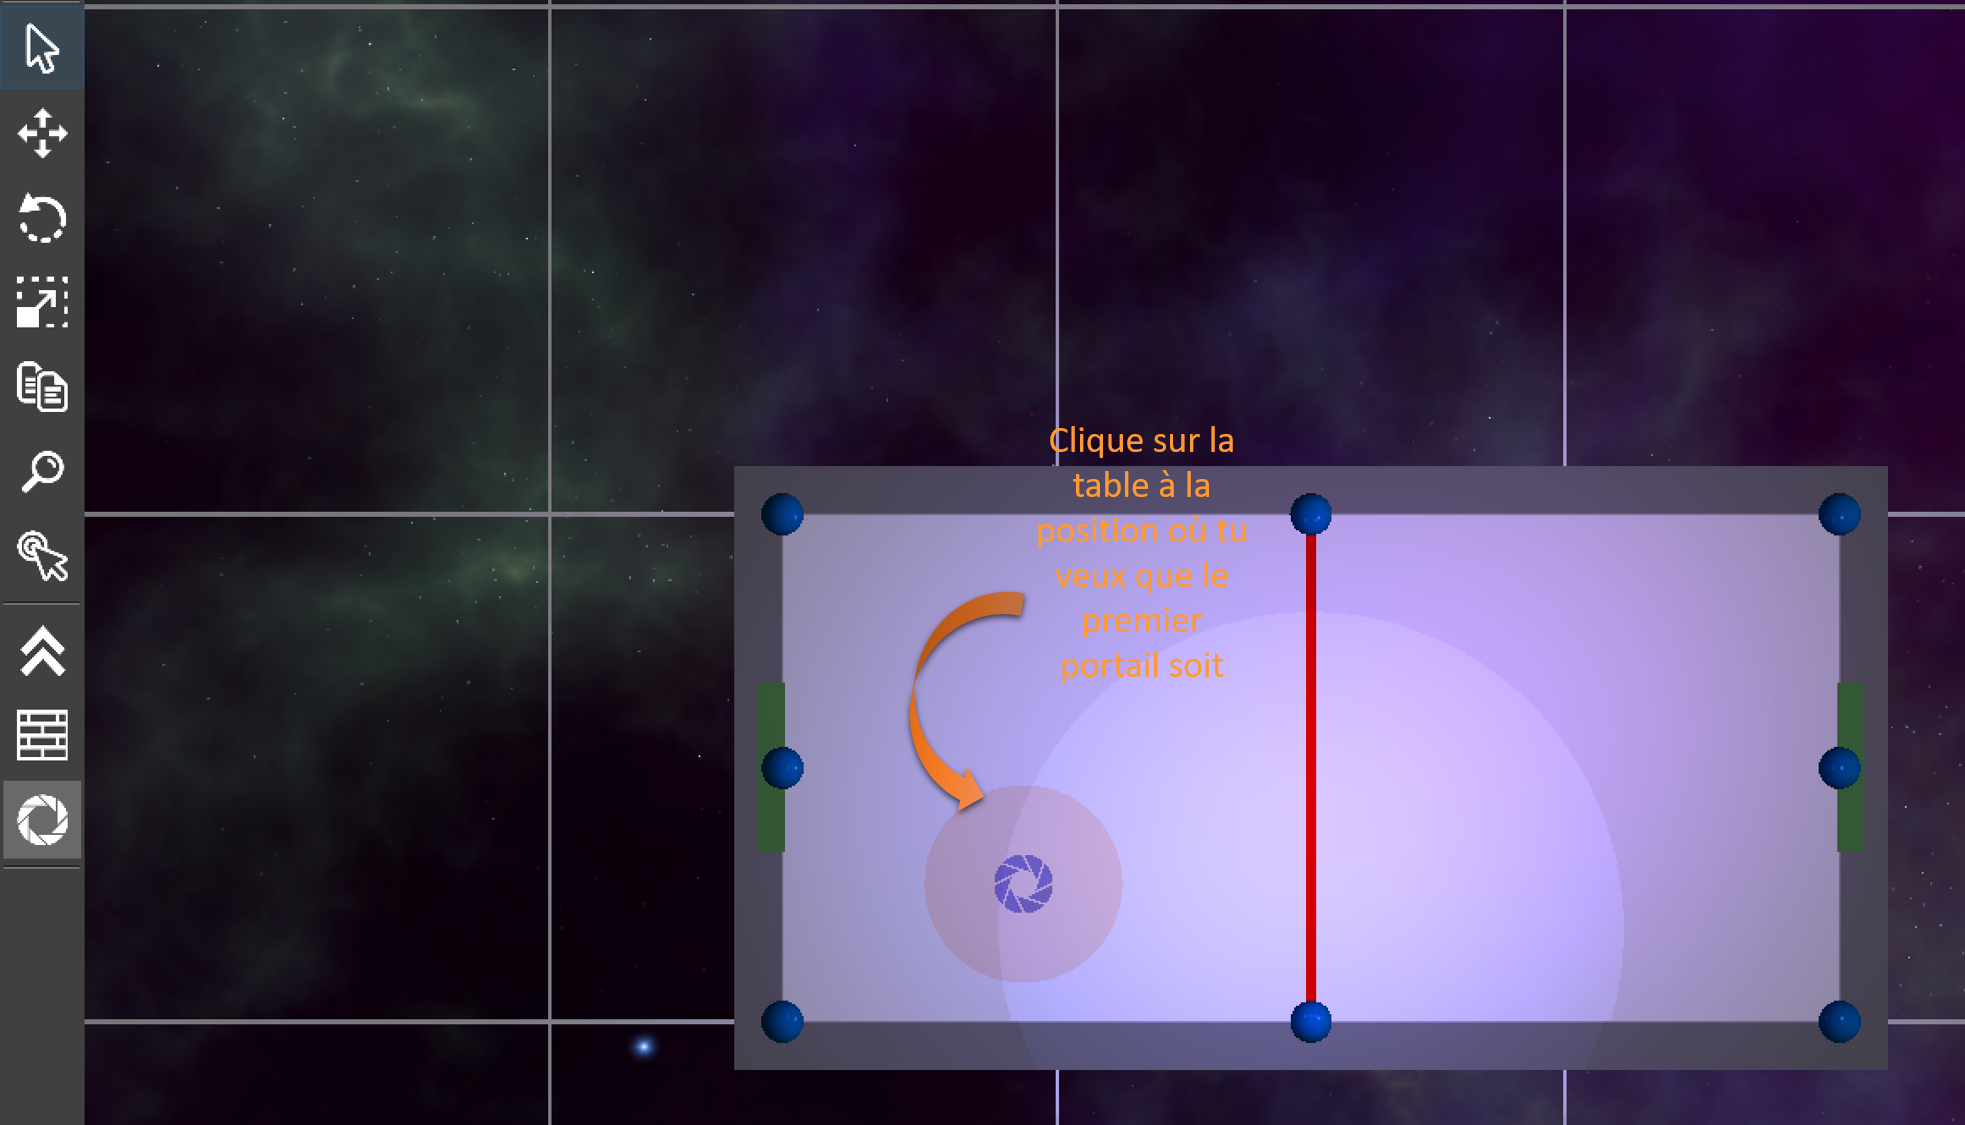 Clique sur la
table à la
position où tu
veux que le
premier
portail soit